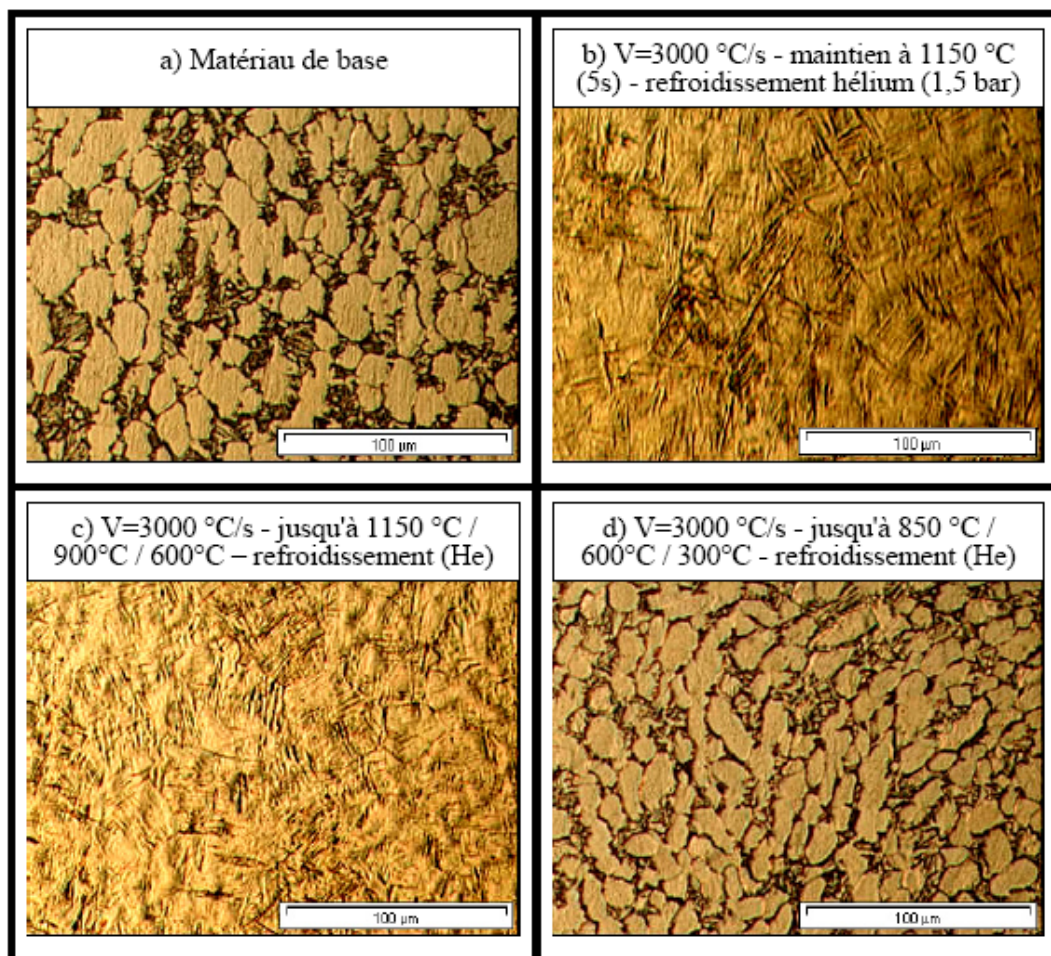 a) Matériau de base
b) V=3000 °C/s - maintien à 1150 °C
(5s) - refroidissement hélium (1,5 bar)
100 µm
100 µm
c) V=3000 °C/s - jusqu'à 1150 °C /
900°C / 600°C – refroidissement (He)
d) V=3000 °C/s - jusqu'à 850 °C /
600°C / 300°C - refroidissement (He)
100 µm
100 µm